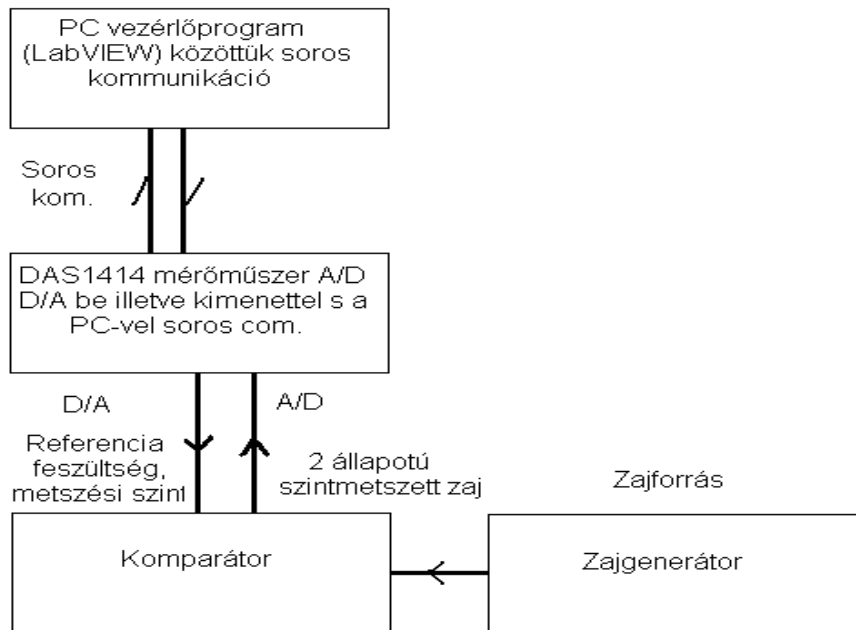 PC vezérlőprogram
(LabVIEW) közöttük soros
kommunikáció
Soros
kom.
DAS1414 mérőműszer A/D
D/A be illetve kimenettel s a
PC-vel soros com.
D/A
A/D
Referencia
feszültség,
metszési szint
2 állapotú
szintmetszett zaj
Zajforrás
Komparátor
Zajgenerátor